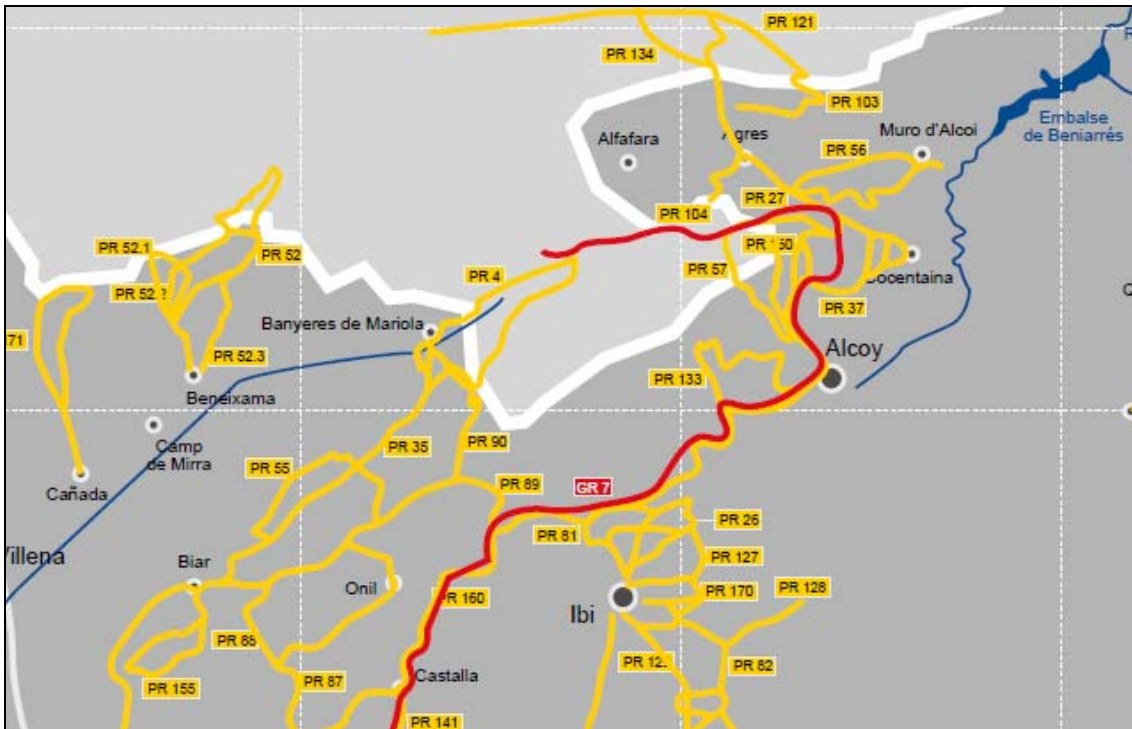 PR 121
PR 134
PR 103
R
Embalse
de Beniarrés
Alfafara
Agres
Muro d'Alcoi
PR 56
PR 27
PR 104
PR 52.1
PR 52
PR 4
PR 57
Cocentaina
PR 37
Banyeres de Mariola
71
PR 52.3
Beneixama
Alcoy
PR 133
Camp
de Mirra
Cañada
PR 35
PR 90
PR 55
PR 89
GR 7
PR 81
PR 26
PR 127
Villena
Biar
Onil
PR 160
PR 170
PR 128
Ibi
PR 82
PR 155
PR 87
Castalla
PR 141